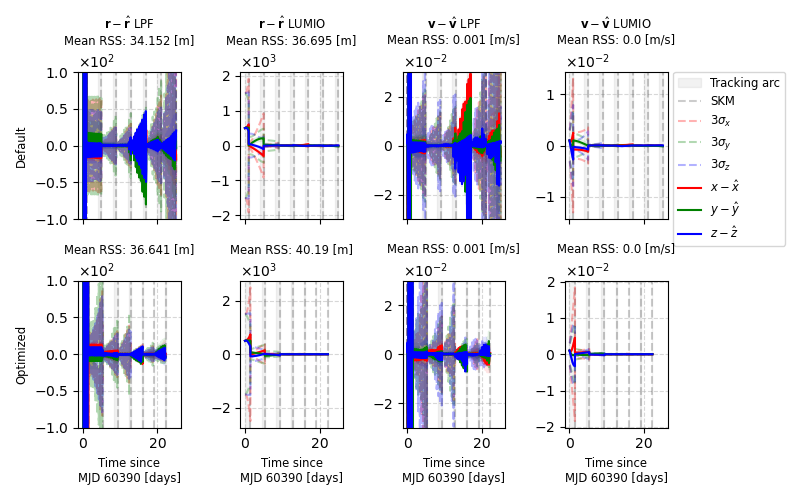 r − r̂ LPF
Mean RSS: 34.152 [m]
r − r̂ LUMIO
Mean RSS: 36.695 [m]
v − v̂ LPF
Mean RSS: 0.001 [m/s]
v − v̂ LUMIO
Mean RSS: 0.0 [m/s]
×10²
1.0
0.5
0.0
−0.5
−1.0
Default
×10³
2
1
0
−1
−2
×10⁻²
2
0
−2
×10⁻²
1
0
−1
Tracking arc
SKM
3σₓ
3σᵧ
3σ_z
x − x̂
y − ŷ
z − ẑ
Mean RSS: 36.641 [m]
Mean RSS: 40.19 [m]
Mean RSS: 0.001 [m/s]
Mean RSS: 0.0 [m/s]
×10²
1.0
0.5
0.0
−0.5
−1.0
Optimized
0
20
Time since
MJD 60390 [days]
×10³
2
0
−2
0
20
Time since
MJD 60390 [days]
×10⁻²
2
0
−2
0
20
Time since
MJD 60390 [days]
×10⁻²
2
1
0
−1
−2
0
20
Time since
MJD 60390 [days]